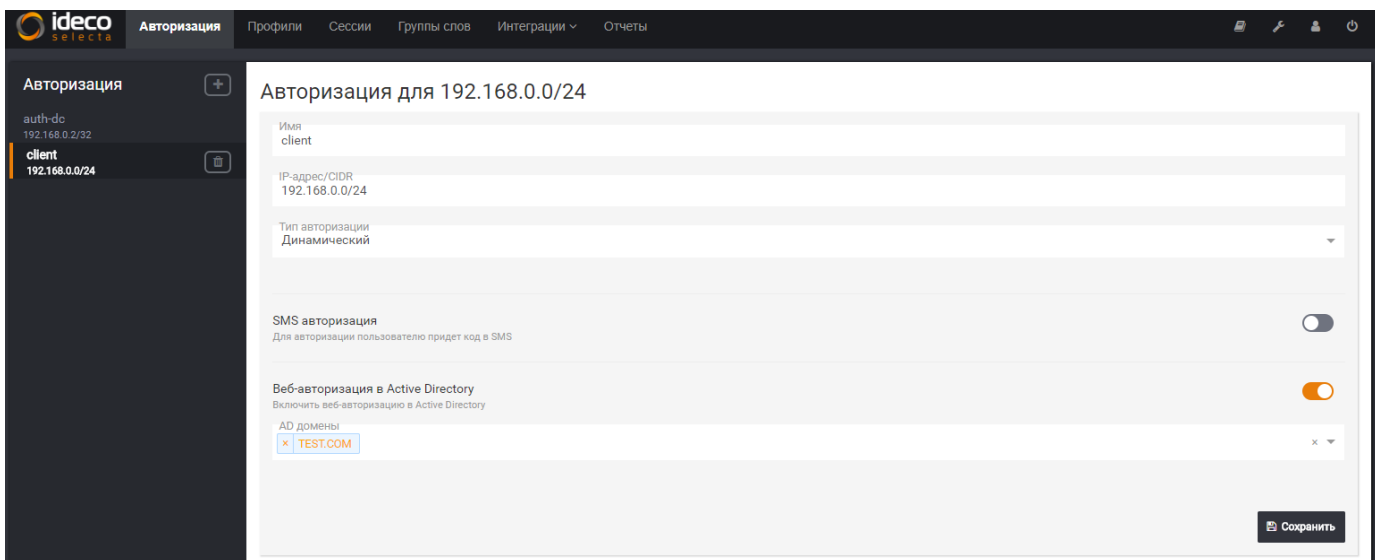 ideco
selecta
Авторизация Профили Сессии Группы слов Интеграции Отчеты
Авторизация
auth-dc
192.168.0.2/32
client
192.168.0.0/24
Авторизация для 192.168.0.0/24
Имя
client
IP-адрес/CIDR
192.168.0.0/24
Тип авторизации
Динамический
SMS авторизация
Для авторизации пользователю придет код в SMS
Веб-авторизация в Active Directory
Включить веб-авторизацию в Active Directory
AD домены
× TEST.COM ×
Сохранить